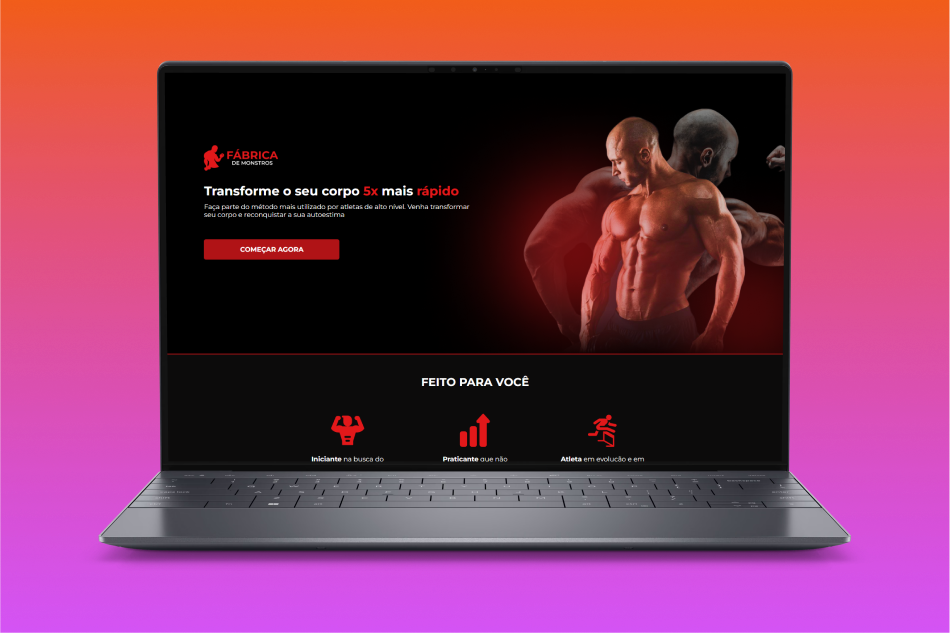 FÁBRICA
DE MONSTROS
Transforme o seu corpo 5x mais rápido
Faça parte do método mais utilizado por atletas de alto nível. Venha transformar
seu corpo e reconquistar a sua autoestima
COMEÇAR AGORA
FEITO PARA VOCÊ
Iniciante na busca do
Praticante que não
Atleta em evolução e em